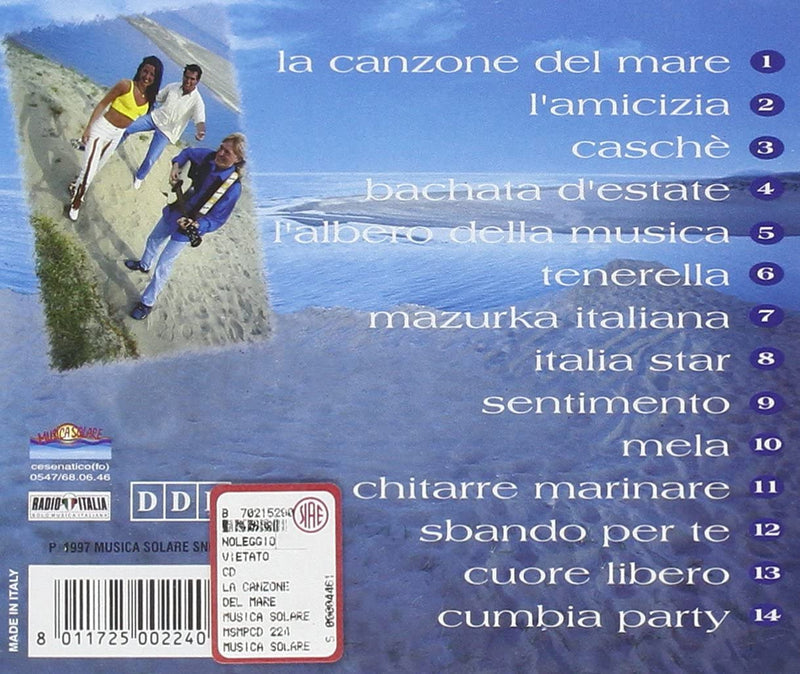 la canzone del mare 1
l'amicizia 2
caschè 3
bachata d'estate 4
l'albero della musica 5
tenerella 6
mazurka italiana 7
italia star 8
sentimento 9
mela 10
chitarre marinare 11
sbando per te 12
cuore libero 13
cumbia party 14
MUSICA SOLARE
cesenatico(fo)
0547/68.06.46
RADIO ITALIA
SOLO MUSICA ITALIANA
DD
P 1997 MUSICA SOLARE
MADE IN ITALY
8 011725 002240
B 70215290
NOLEGGIO
VIETATO
CD
LA CANZONE
DEL MARE
MUSICA SOLARE
MSMPCD 224
MUSICA SOLARE
S 00004461